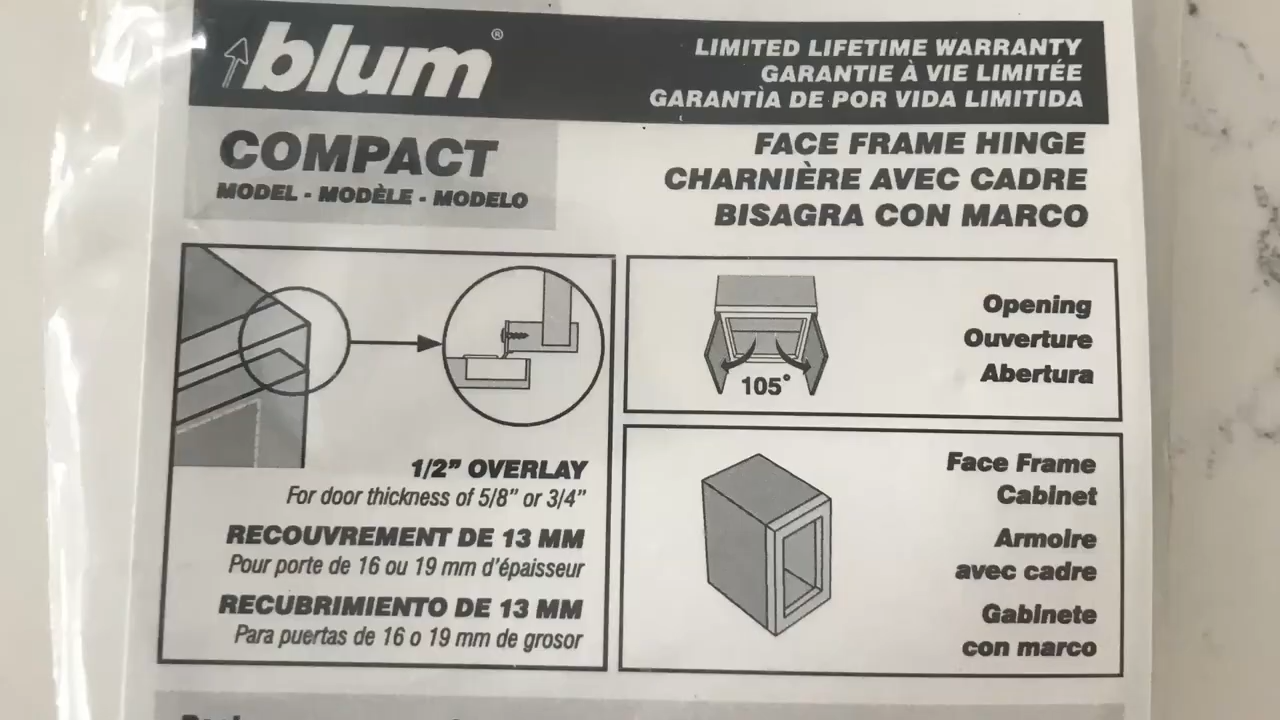 blum®
LIMITED LIFETIME WARRANTY
GARANTIE À VIE LIMITÉE
GARANTÌA DE POR VIDA LIMITIDA
COMPACT
MODEL - MODÈLE - MODELO
FACE FRAME HINGE
CHARNIÈRE AVEC CADRE
BISAGRA CON MARCO
1/2” OVERLAY
For door thickness of 5/8” or 3/4”
RECOUVREMENT DE 13 MM
Pour porte de 16 ou 19 mm d’épaisseur
RECUBRIMIENTO DE 13 MM
Para puertas de 16 o 19 mm de grosor
Opening
Ouverture
Abertura
105°
Face Frame
Cabinet
Armoire
avec cadre
Gabinete
con marco